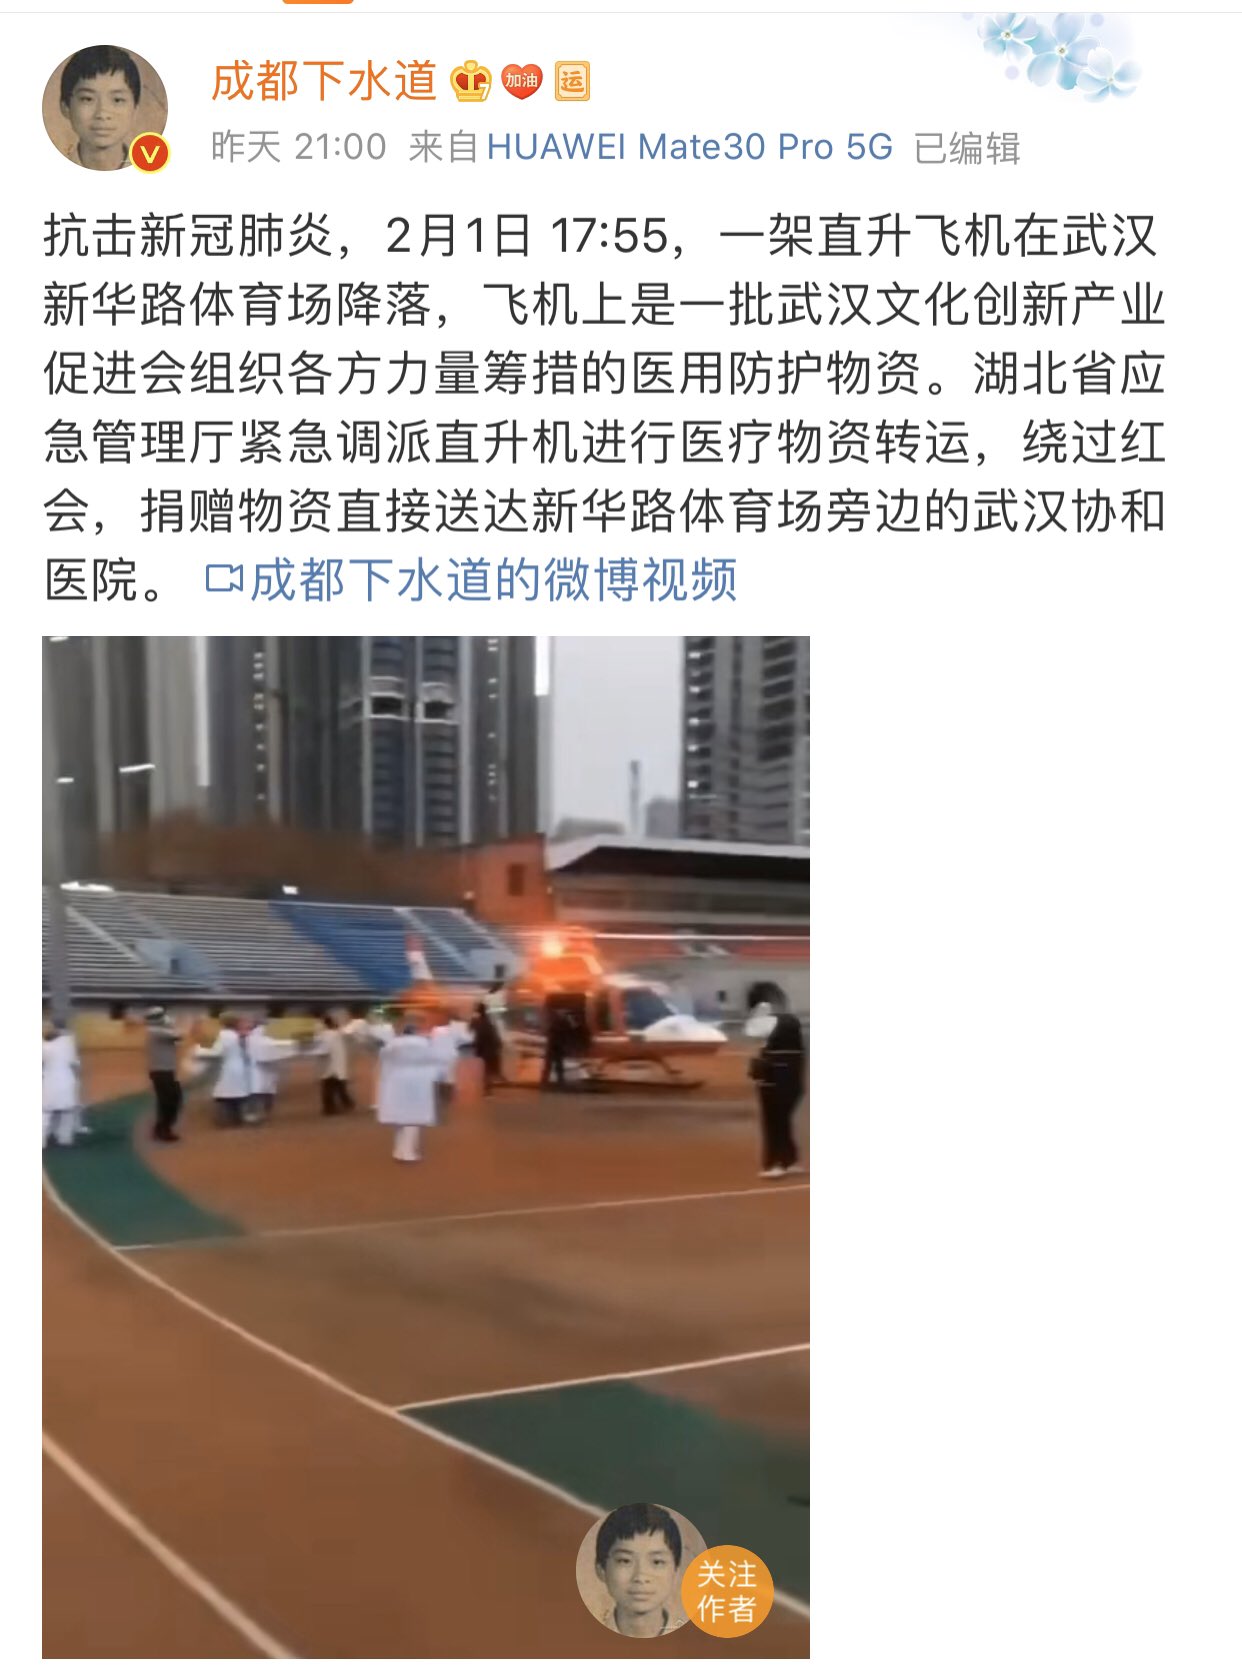 成都下水道 7 加油 运
昨天 21:00 来自HUAWEI Mate30 Pro 5G 已编辑
抗击新冠肺炎，2月1日 17:55，一架直升飞机在武汉
新华路体育场降落，飞机上是一批武汉文化创新产业
促进会组织各方力量筹措的医用防护物资。湖北省应
急管理厅紧急调派直升机进行医疗物资转运，绕过红
会，捐赠物资直接送达新华路体育场旁边的武汉协和
医院。 成都下水道的微博视频
关注
作者